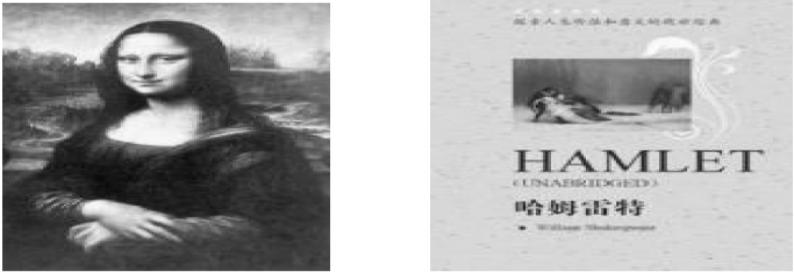 HAMLET
(UNABRIDGED)
哈姆雷特
William Shakespeare